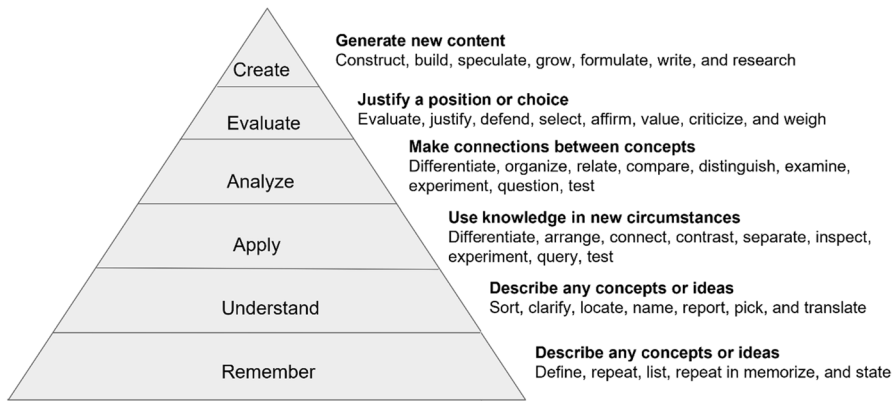 Create
Generate new content
Construct, build, speculate, grow, formulate, write, and research
Evaluate
Justify a position or choice
Evaluate, justify, defend, select, affirm, value, criticize, and weigh
Analyze
Make connections between concepts
Differentiate, organize, relate, compare, distinguish, examine,
experiment, question, test
Apply
Use knowledge in new circumstances
Differentiate, arrange, connect, contrast, separate, inspect,
experiment, query, test
Understand
Describe any concepts or ideas
Sort, clarify, locate, name, report, pick, and translate
Remember
Describe any concepts or ideas
Define, repeat, list, repeat in memorize, and state